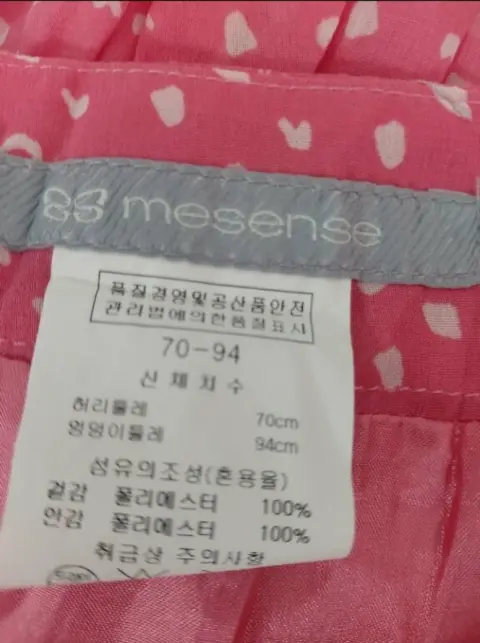 mesense
품질경영및공산품안전
관리법에의한품질표시
70-94
신체치수
허리둘레 70cm
엉덩이둘레 94cm
섬유의조성(혼용율)
겉감 폴리에스터 100%
안감 폴리에스터 100%
취급상 주의사항